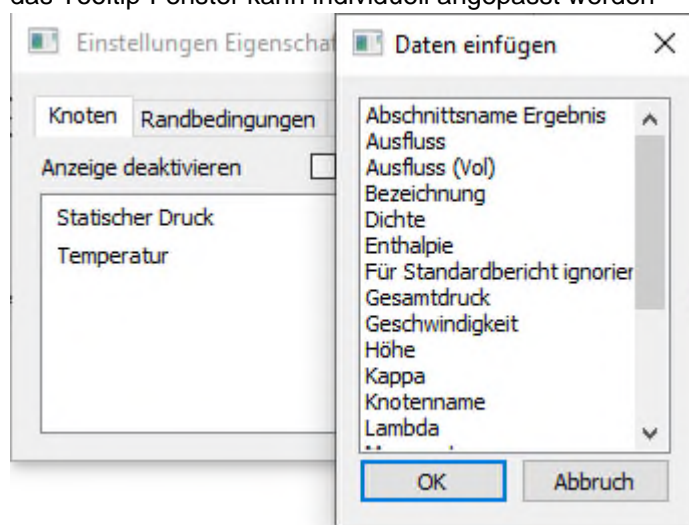 das Tooltip-Fenster kann individuell angepasst werden
Einstellungen Eigenschaf
Knoten Randbedingungen
Anzeige deaktivieren
Statischer Druck
Temperatur
Daten einfügen
Abschnittsname Ergebnis
Ausfluss
Ausfluss (Vol)
Bezeichnung
Dichte
Enthalpie
Für Standardbericht ignorier
Gesamtdruck
Geschwindigkeit
Höhe
Kappa
Knotenname
Lambda
OK Abbruch